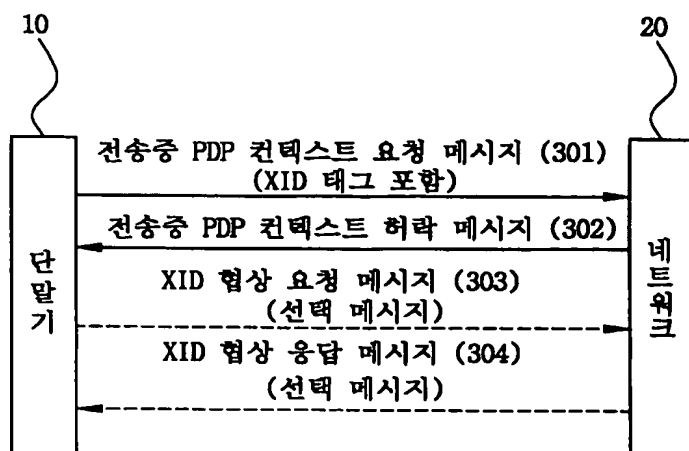 10
20
전송중 PDP 컨텍스트 요청 메시지 (301)
(XID 태그 포함)
전송중 PDP 컨텍스트 허락 메시지 (302)
XID 협상 요청 메시지 (303)
(선택 메시지)
XID 협상 응답 메시지 (304)
(선택 메시지)
단말기
네트워크